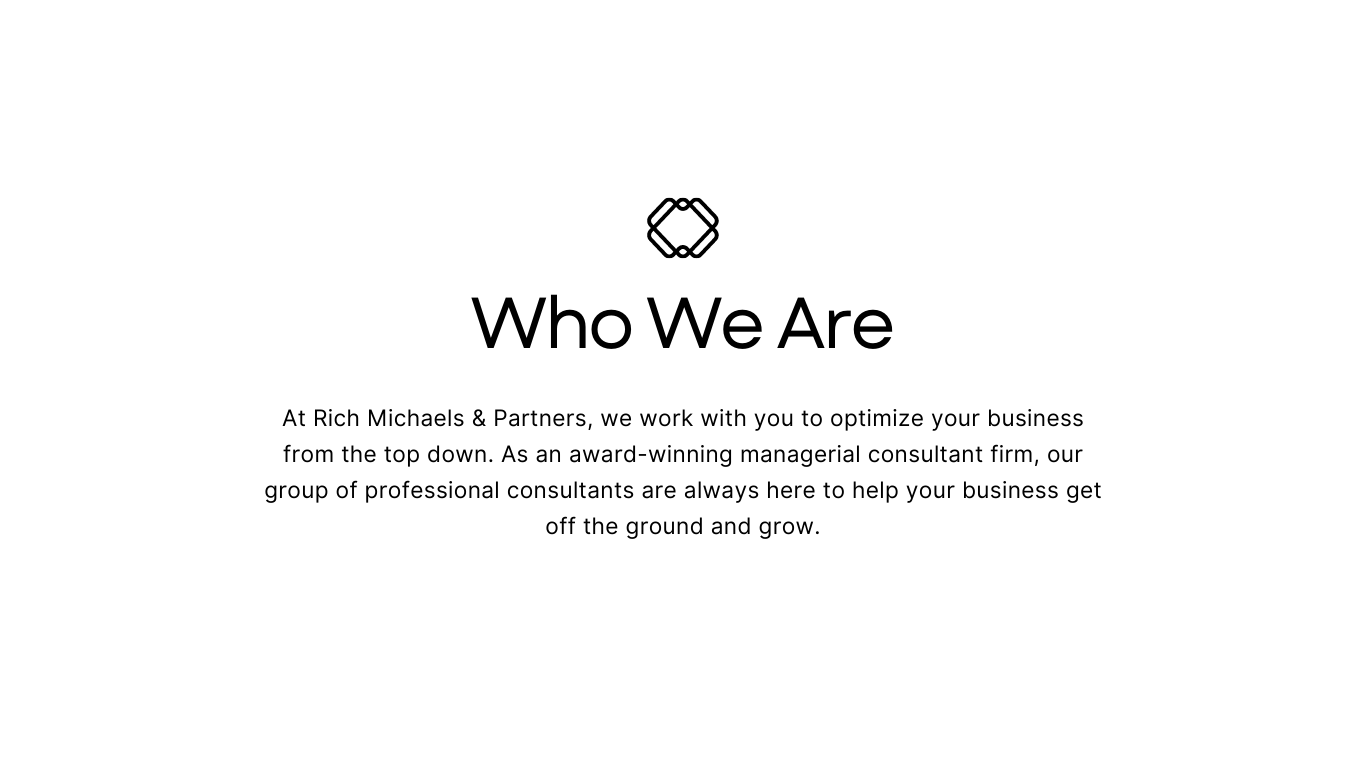 Who We Are
At Rich Michaels & Partners, we work with you to optimize your business
from the top down. As an award-winning managerial consultant firm, our
group of professional consultants are always here to help your business get
off the ground and grow.